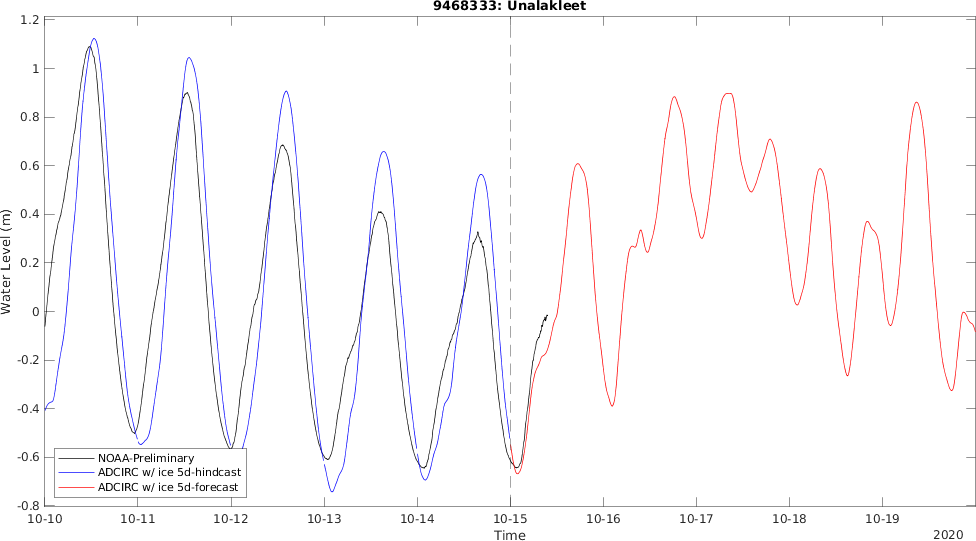 9468333: Unalakleet
1.2
1
0.8
0.6
0.4
0.2
0
-0.2
-0.4
-0.6
-0.8
Water Level (m)
NOAA-Preliminary
ADCIRC w/ ice 5d-hindcast
ADCIRC w/ ice 5d-forecast
10-10 10-11 10-12 10-13 10-14 10-15 10-16 10-17 10-18 10-19
Time
2020